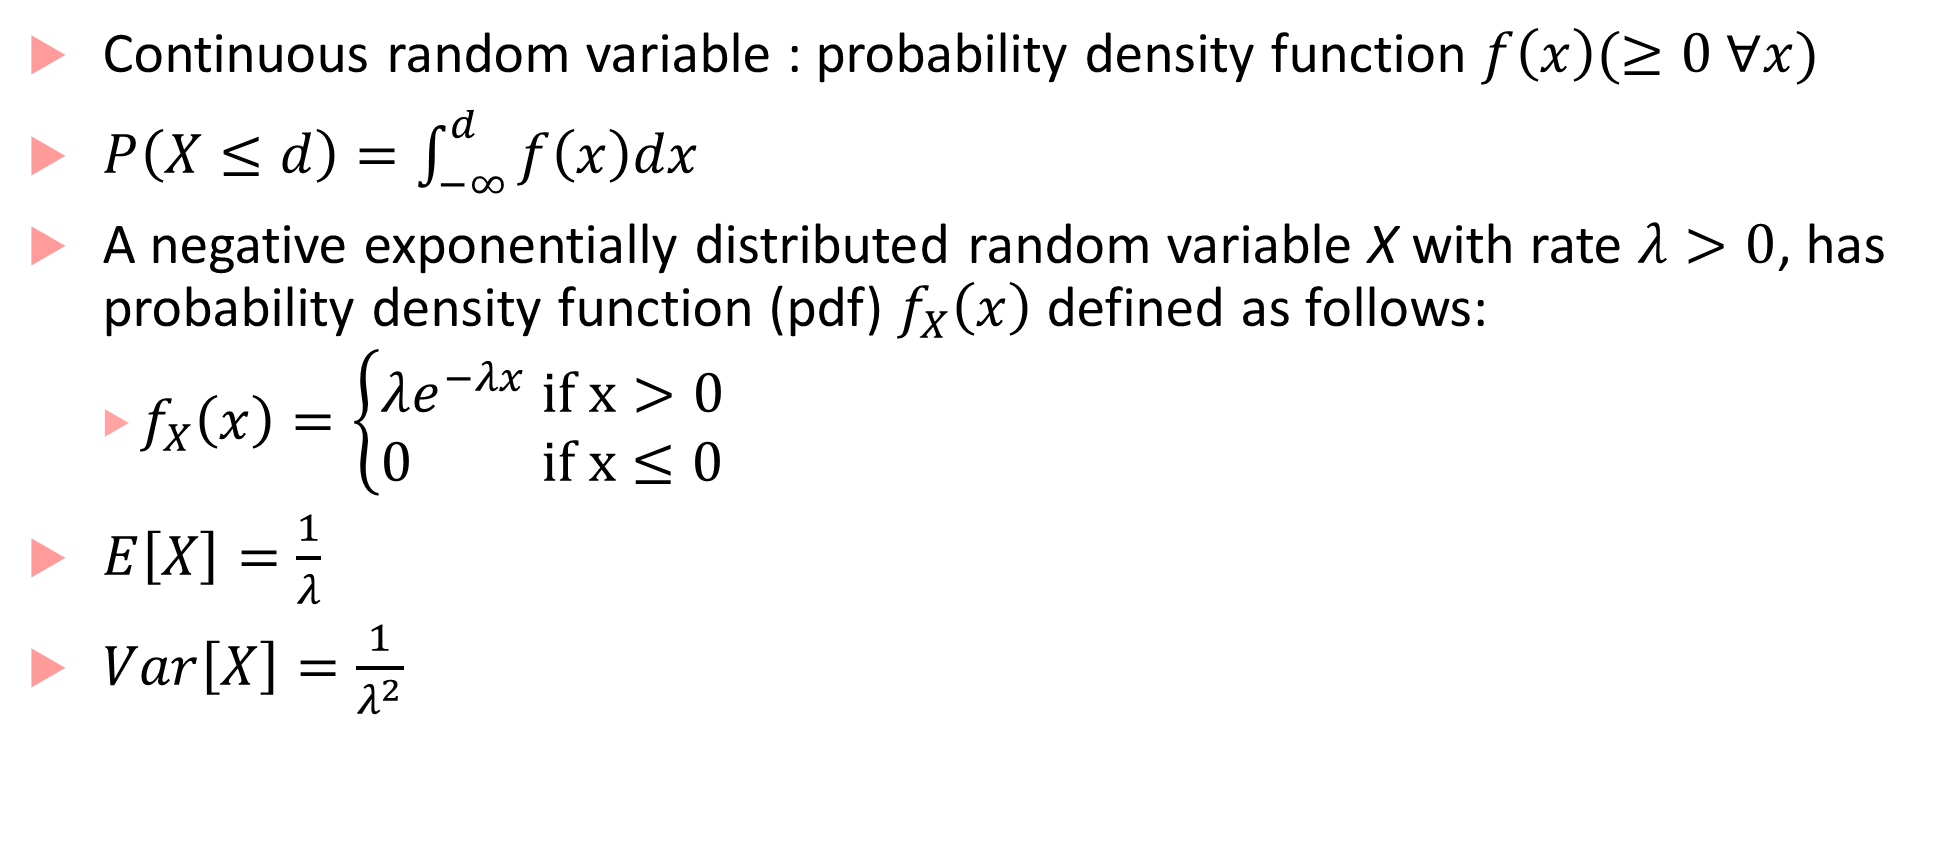 Continuous random variable : probability density function f(x)(≥ 0 ∀x)
P(X ≤ d) = ∫_{−∞}^{d} f(x)dx
A negative exponentially distributed random variable X with rate λ > 0, has
probability density function (pdf) f_X(x) defined as follows:
f_X(x) = { λe^{−λx} if x > 0
0 if x ≤ 0
E[X] = 1/λ
Var[X] = 1/λ²